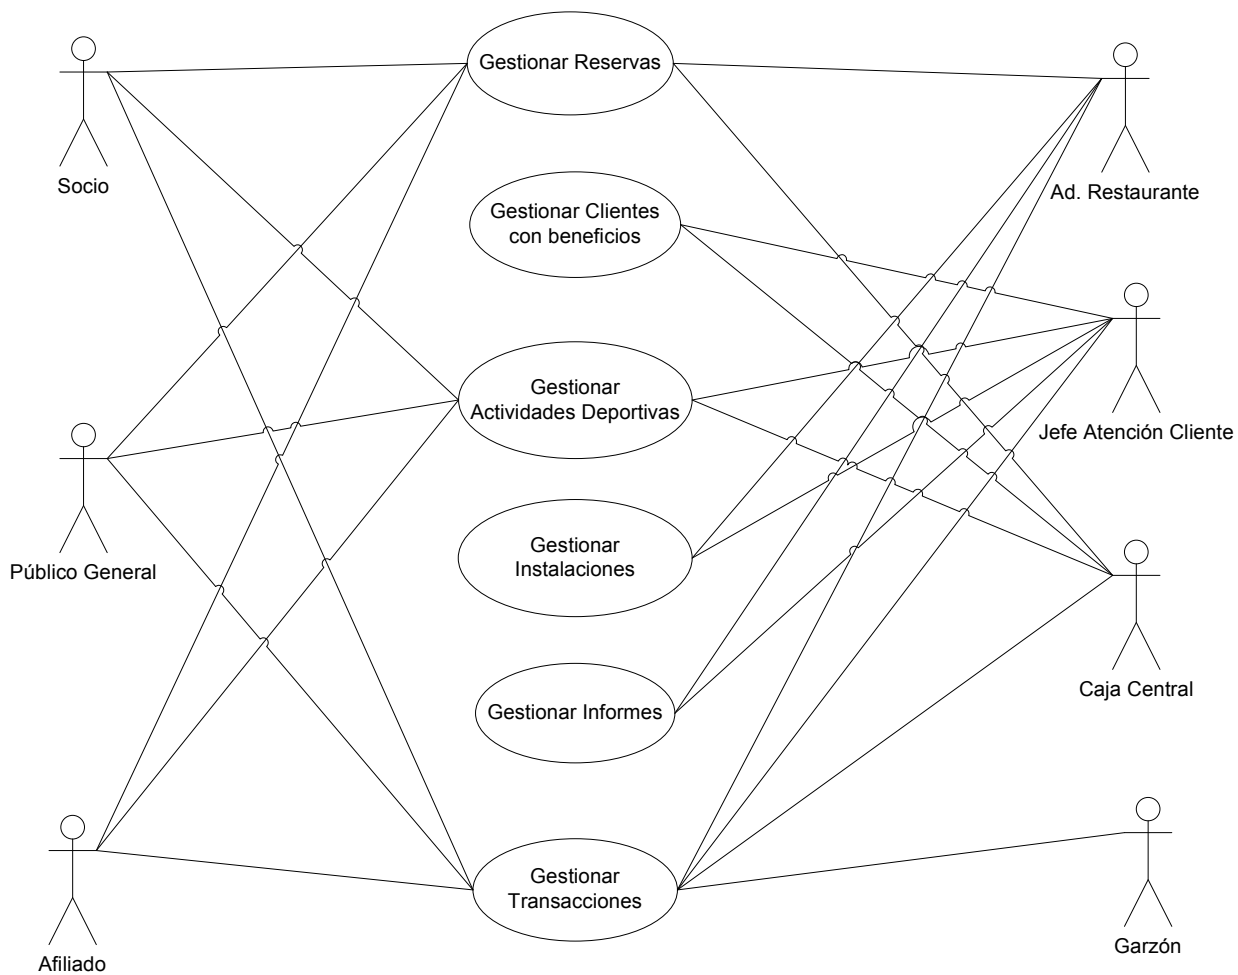 Gestionar Reservas
Socio
Ad. Restaurante
Gestionar Clientes
con beneficios
Gestionar
Actividades Deportivas
Jefe Atención Cliente
Público General
Gestionar
Instalaciones
Caja Central
Gestionar Informes
Gestionar
Transacciones
Afiliado
Garzón